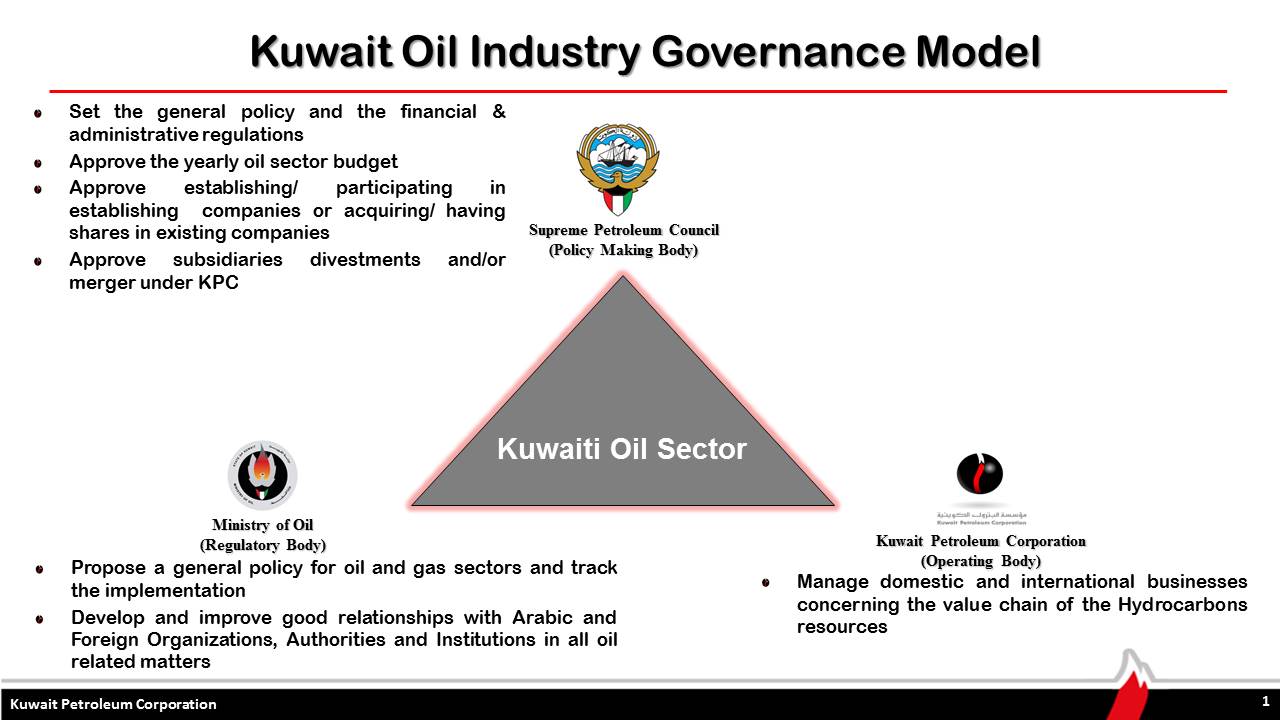 Kuwait Oil Industry Governance Model
Set the general policy and the financial &
administrative regulations
Approve the yearly oil sector budget
Approve establishing/ participating in
establishing companies or acquiring/ having
shares in existing companies
Approve subsidiaries divestments and/or
merger under KPC
Supreme Petroleum Council
(Policy Making Body)
Kuwaiti Oil Sector
Ministry of Oil
(Regulatory Body)
Propose a general policy for oil and gas sectors and track
the implementation
Develop and improve good relationships with Arabic and
Foreign Organizations, Authorities and Institutions in all oil
related matters
مؤسسة البترول الكويتية
Kuwait Petroleum Corporation
Kuwait Petroleum Corporation
(Operating Body)
Manage domestic and international businesses
concerning the value chain of the Hydrocarbons
resources
Kuwait Petroleum Corporation
1